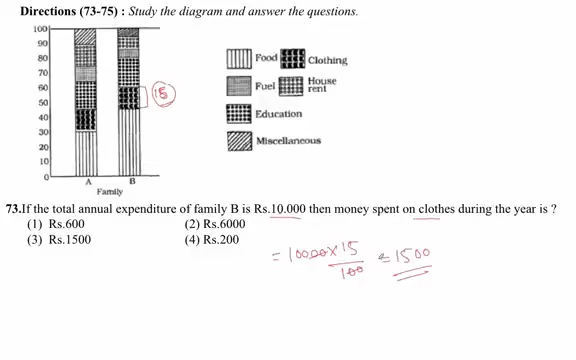 Directions (73-75) : Study the diagram and answer the questions.
100
90
80
70
60
50
40
30
20
10
0
A B
Family
15
Food Clothing
Fuel House rent
Education
Miscellaneous
73.If the total annual expenditure of family B is Rs.10.000 then money spent on clothes during the year is ?
(1) Rs.600 (2) Rs.6000
(3) Rs.1500 (4) Rs.200
= 10000 × 15 / 100 = 1500